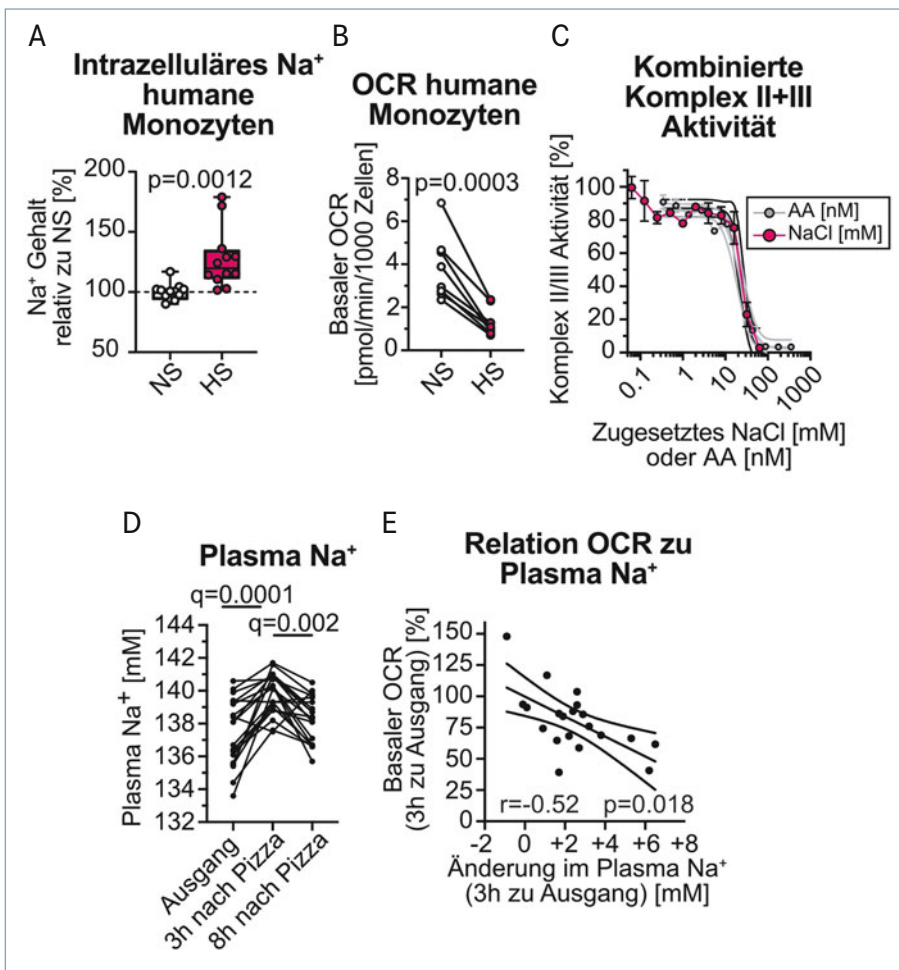 A
Intrazelluläres Na⁺
humane
Monozyten
Na⁺ Gehalt
relativ zu NS [%]
200
150
100
50
p=0.0012
NS
HS
B
OCR humane
Monozyten
Basaler OCR
[pmol/min/1000 Zellen]
8
6
4
2
0
p=0.0003
NS
HS
C
Kombinierte
Komplex II+III
Aktivität
Komplex II/III Aktivität [%]
100
80
60
40
20
0
AA [nM]
NaCl [mM]
0.1
1
10
100
1000
Zugesetztes NaCl [mM]
oder AA [nM]
D
Plasma Na⁺
q=0.0001
q=0.002
Plasma Na⁺ [mM]
144
142
140
138
136
134
132
Ausgang
3h nach Pizza
8h nach Pizza
E
Relation OCR zu
Plasma Na⁺
Basaler OCR
(3h zu Ausgang) [%]
150
125
100
75
50
25
0
r=-0.52
p=0.018
-2
0
+2
+4
+6
+8
Änderung im Plasma Na⁺
(3h zu Ausgang) [mM]